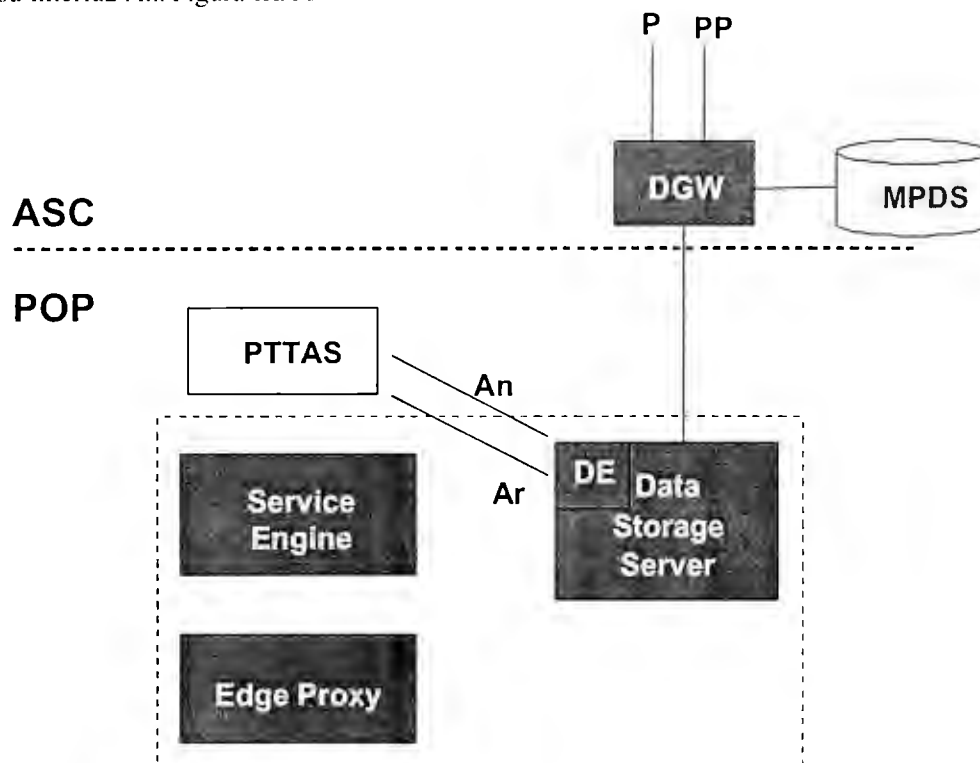 P PP
DGW
MPDS
ASC
POP
PTTAS
An
Ar
DE Data
Storage
Server
Service
Engine
Edge Proxy